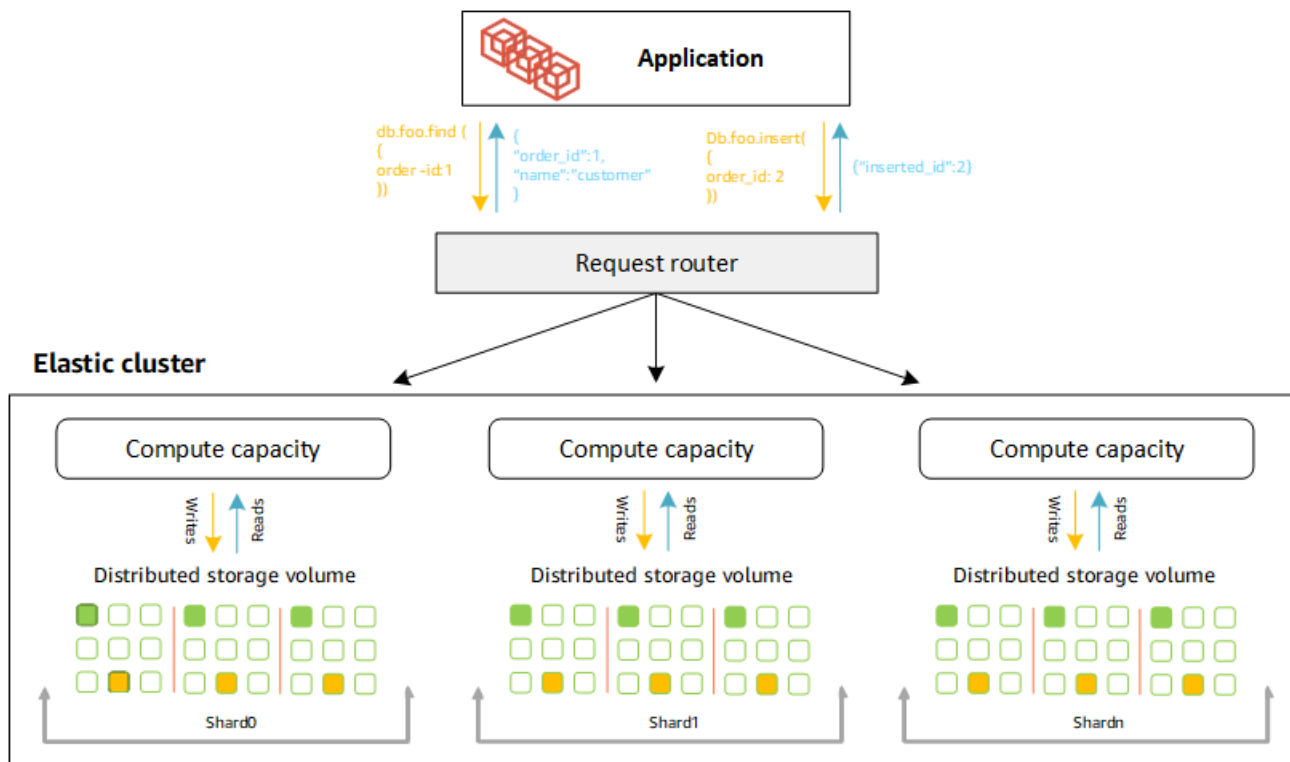 Application
db.foo.find (
{
order -id:1
})
{
"order_id":1,
"name":"customer"
}
Db.foo.insert(
{
order_id: 2
})
{"inserted_id":2}
Request router
Elastic cluster
Compute capacity
Compute capacity
Compute capacity
Writes
Reads
Writes
Reads
Writes
Reads
Distributed storage volume
Distributed storage volume
Distributed storage volume
Shard0
Shard1
Shardn